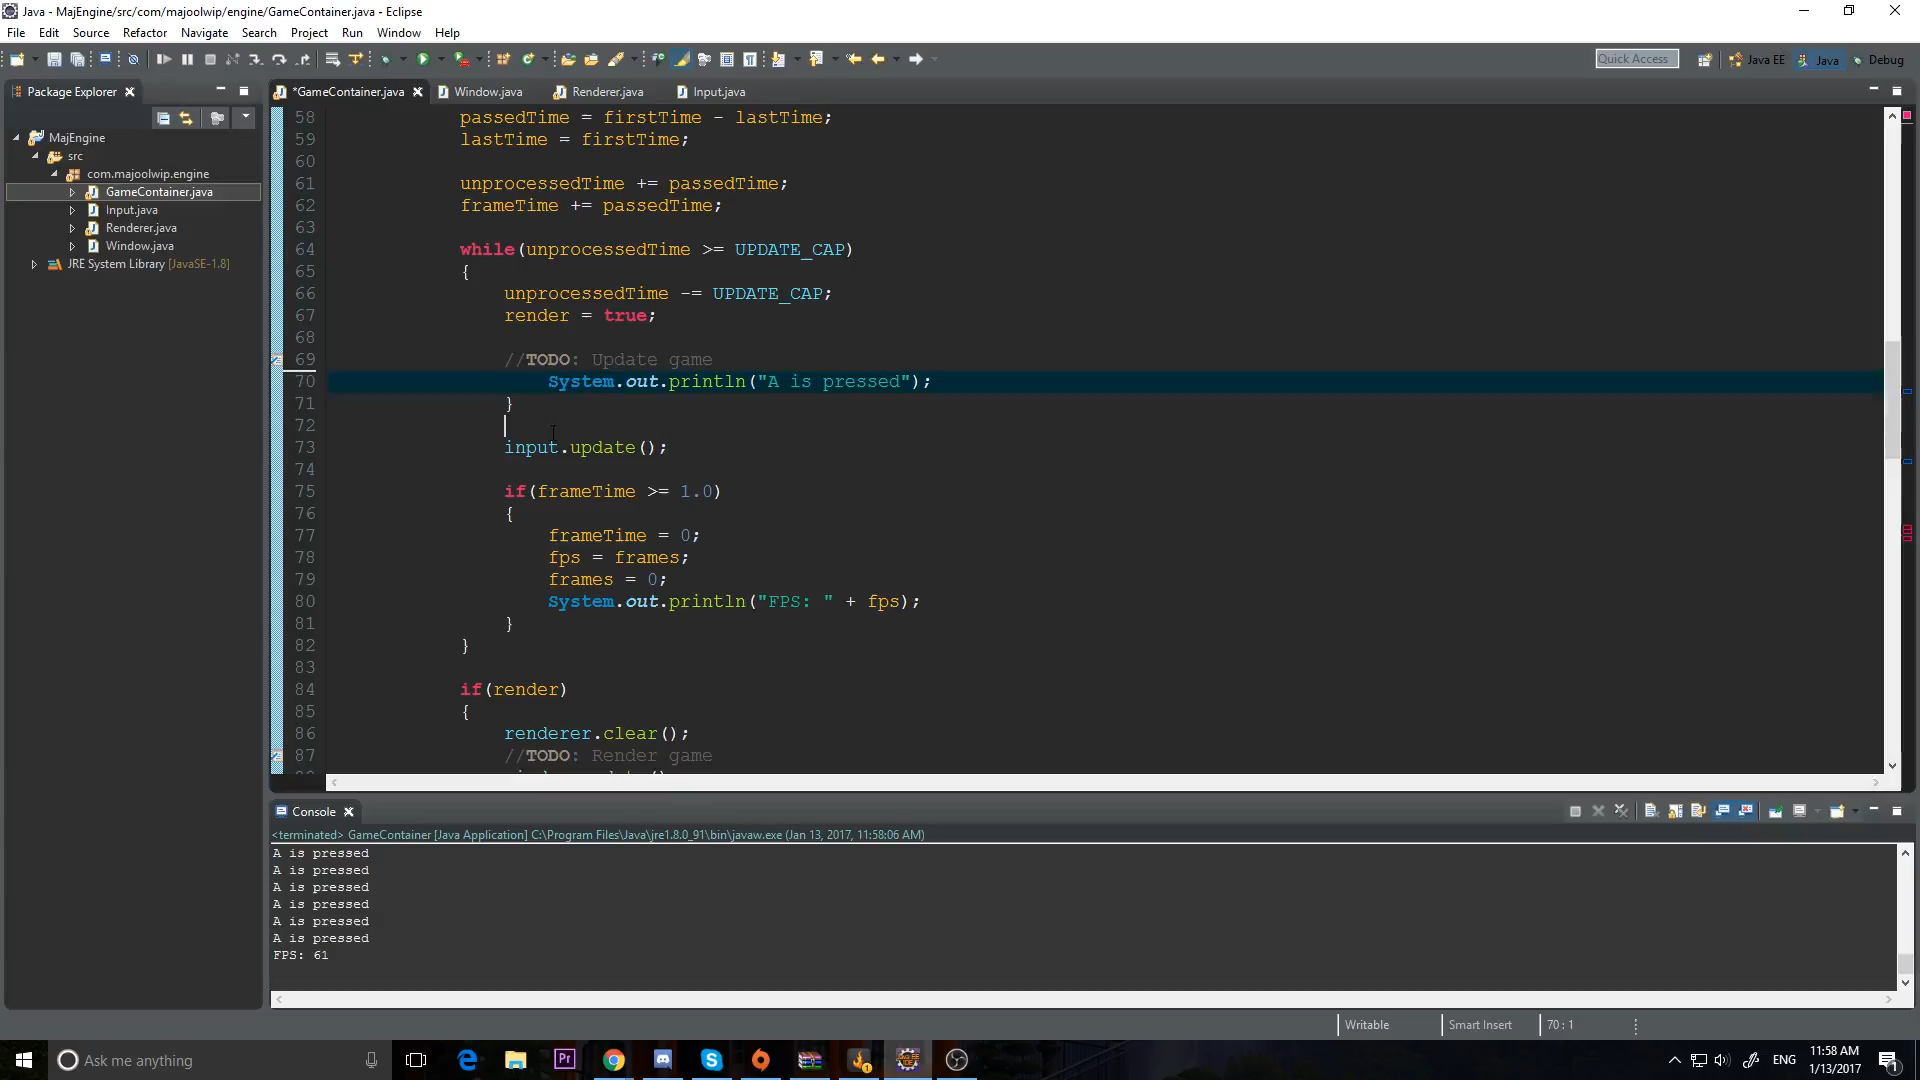 Java - MajEngine/src/com/majoolwip/engine/GameContainer.java - Eclipse
File Edit Source Refactor Navigate Search Project Run Window Help
Quick Access Java EE Java Debug
Package Explorer
*GameContainer.java Window.java Renderer.java Input.java
MajEngine
src
com.majoolwip.engine
GameContainer.java
Input.java
Renderer.java
Window.java
JRE System Library [JavaSE-1.8]
58 passedTime = firstTime - lastTime;
59 lastTime = firstTime;
60
61 unprocessedTime += passedTime;
62 frameTime += passedTime;
63
64 while(unprocessedTime >= UPDATE_CAP)
65 {
66 unprocessedTime -= UPDATE_CAP;
67 render = true;
68
69 //TODO: Update game
70 System.out.println("A is pressed");
71 }
72
73 input.update();
74
75 if(frameTime >= 1.0)
76 {
77 frameTime = 0;
78 fps = frames;
79 frames = 0;
80 System.out.println("FPS: " + fps);
81 }
82 }
83
84 if(render)
85 {
86 renderer.clear();
87 //TODO: Render game
Console
<terminated> GameContainer [Java Application] C:\Program Files\Java\jre1.8.0_91\bin\javaw.exe (Jan 13, 2017, 11:58:06 AM)
A is pressed
A is pressed
A is pressed
A is pressed
A is pressed
A is pressed
FPS: 61
Writable Smart Insert 70 : 1
Ask me anything
Pr
ENG
11:58 AM
1/13/2017